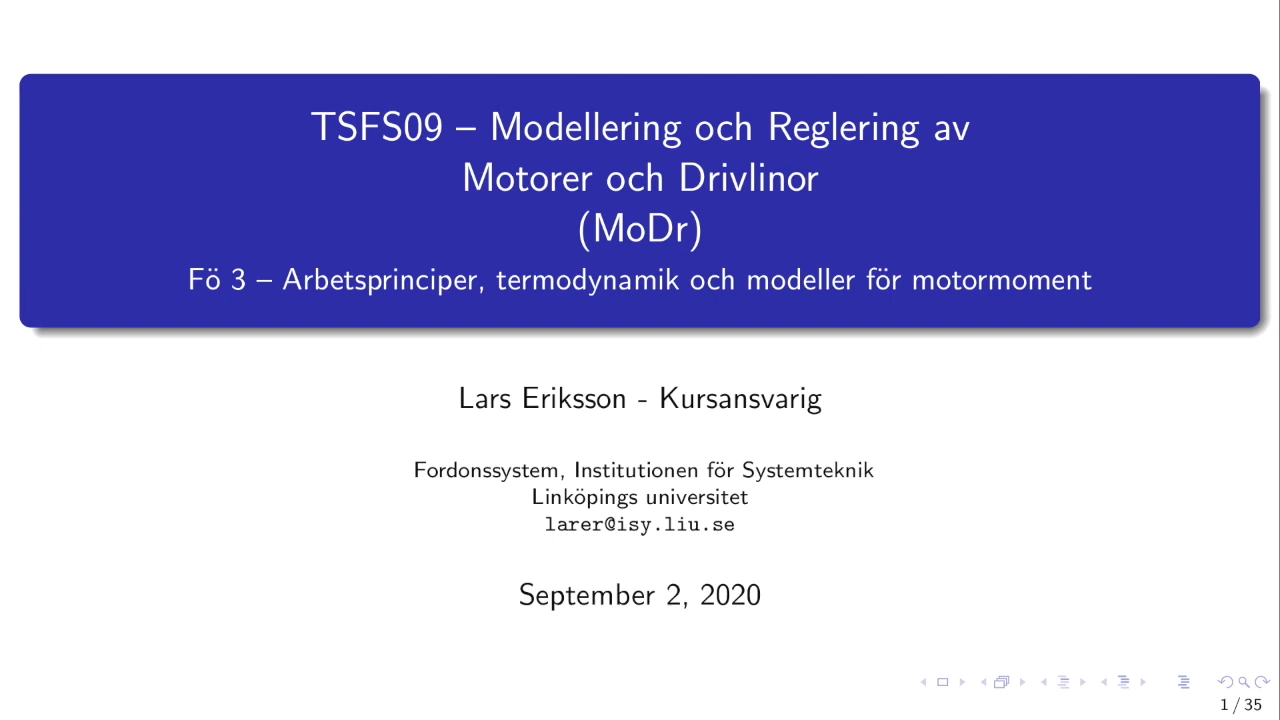 TSFS09 – Modellering och Reglering av
Motorer och Drivlinor
(MoDr)
Fö 3 – Arbetsprinciper, termodynamik och modeller för motormoment
Lars Eriksson - Kursansvarig
Fordonssystem, Institutionen för Systemteknik
Linköpings universitet
larer@isy.liu.se
September 2, 2020
1 / 35